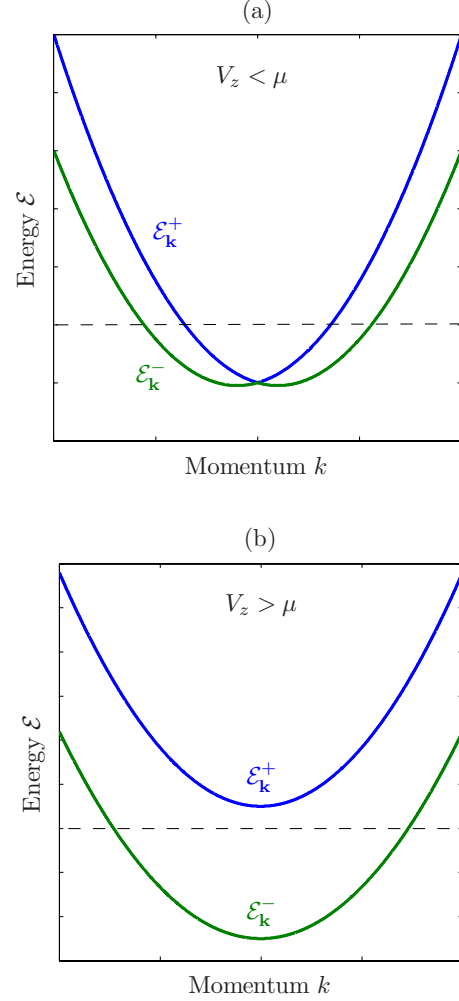 (a)
V_z < μ
ℰ_𝐤^+
Energy ℰ
ℰ_𝐤^−
Momentum k
(b)
V_z > μ
ℰ_𝐤^+
Energy ℰ
ℰ_𝐤^−
Momentum k